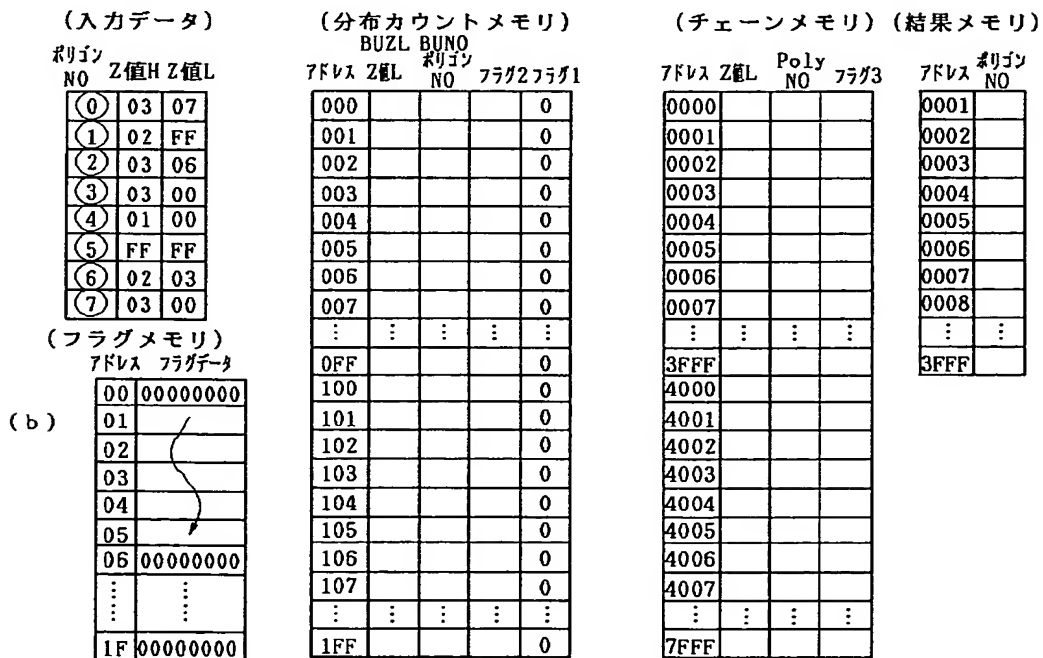 (入力データ)
ポリゴン
NO Z値H Z値L
⓪ 03 07
① 02 FF
② 03 06
③ 03 00
④ 01 00
⑤ FF FF
⑥ 02 03
⑦ 03 00
(フラグメモリ)
アドレス フラグデータ
00 00000000
01
02
03
04
05
06 00000000
⋮ ⋮
1F 00000000
(b)
(分布カウントメモリ)
BUZL BUNO
アドレス Z値L ポリゴンNO フラグ2 フラグ1
000 0
001 0
002 0
003 0
004 0
005 0
006 0
007 0
⋮ ⋮ ⋮ ⋮ ⋮
0FF 0
100 0
101 0
102 0
103 0
104 0
105 0
106 0
107 0
⋮ ⋮ ⋮ ⋮ ⋮
1FF 0
(チェーンメモリ)
アドレス Z値L Poly NO フラグ3
0000
0001
0002
0003
0004
0005
0006
0007
⋮ ⋮ ⋮ ⋮
3FFF
4000
4001
4002
4003
4004
4005
4006
4007
⋮ ⋮ ⋮ ⋮
7FFF
(結果メモリ)
アドレス ポリゴンNO
0001
0002
0003
0004
0005
0006
0007
0008
⋮ ⋮
3FFF